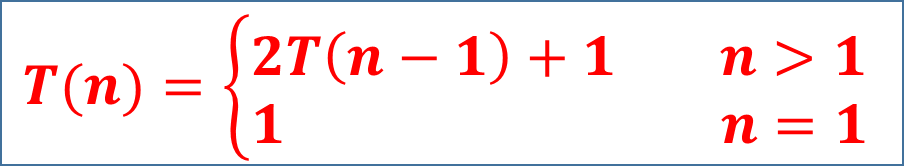 T(n) = { 2T(n − 1) + 1 n > 1
1 n = 1